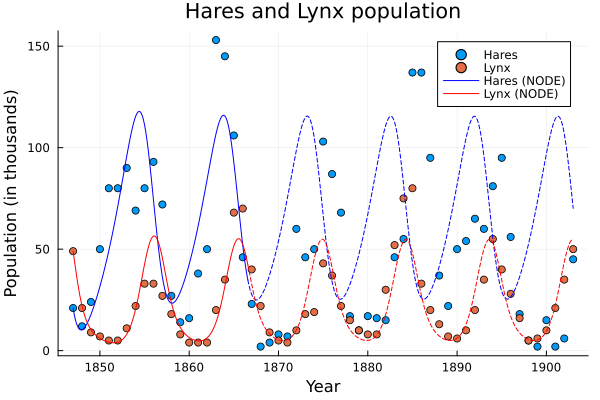 Hares and Lynx population
Population (in thousands)
150
100
50
0
Hares
Lynx
Hares (NODE)
Lynx (NODE)
1850 1860 1870 1880 1890 1900
Year